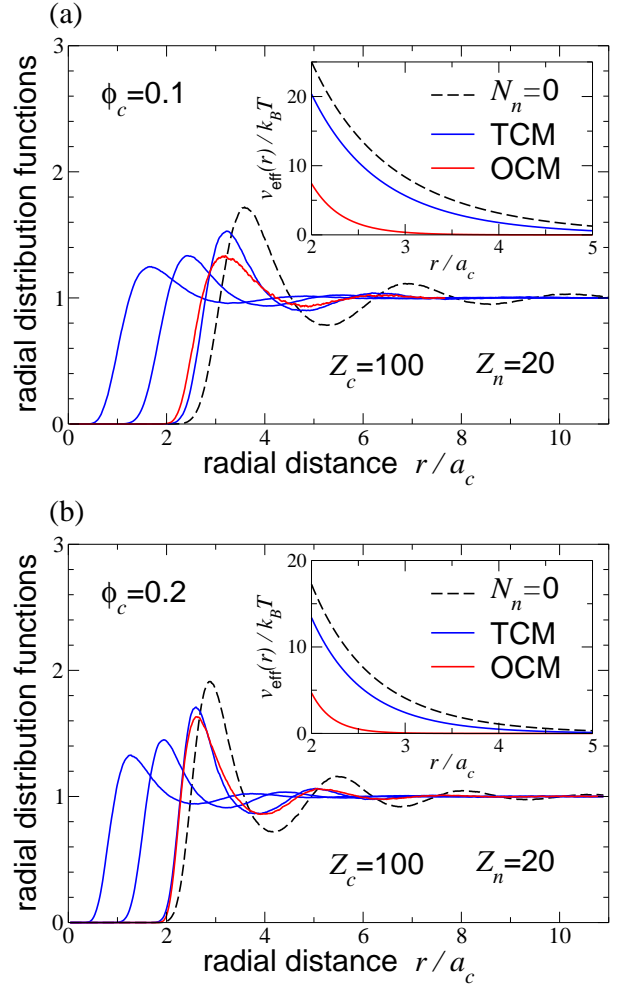 (a)
3
2
1
0
radial distribution functions
ϕc=0.1
20
10
0
veff(r) / kBT
Nn=0
TCM
OCM
2 3 4 5
r/ac
Zc=100 Zn=20
0 2 4 6 8 10
radial distance r/ac
(b)
3
2
1
0
radial distribution functions
ϕc=0.2
20
10
0
veff(r) / kBT
Nn=0
TCM
OCM
2 3 4 5
r/ac
Zc=100 Zn=20
0 2 4 6 8 10
radial distance r/ac